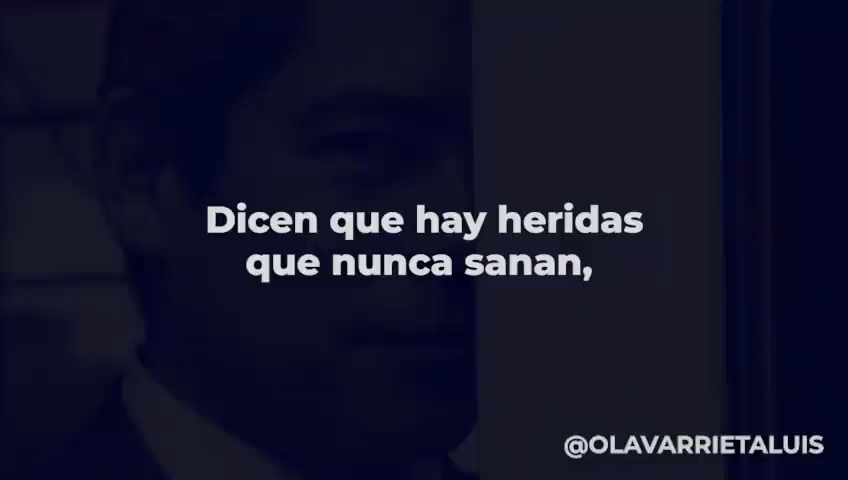 Dicen que hay heridas
que nunca sanan,
@OLAVARRIETALUIS